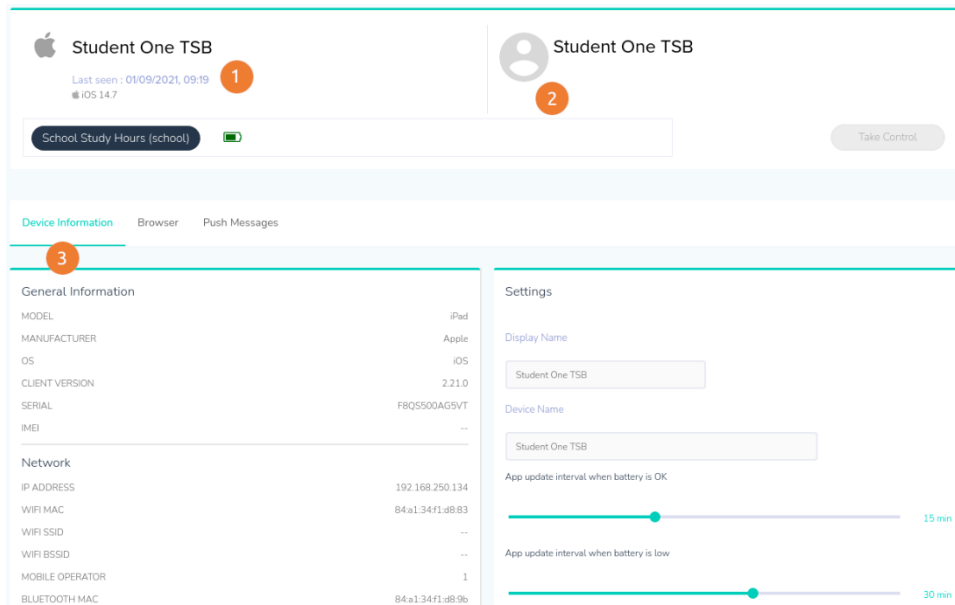 Student One TSB
Last seen : 01/09/2021, 09:19
1
iOS 14.7
Student One TSB
2
School Study Hours (school)
Take Control
Device Information Browser Push Messages
3
General Information
MODEL iPad
MANUFACTURER Apple
OS iOS
CLIENT VERSION 2.21.0
SERIAL F8QS500AG5VT
IMEI --
Network
IP ADDRESS 192.168.250.134
WIFI MAC 84:a1:34:f1:d8:83
WIFI SSID --
WIFI BSSID --
MOBILE OPERATOR 1
BLUETOOTH MAC 84:a1:34:f1:d8:9b
Settings
Display Name
Student One TSB
Device Name
Student One TSB
App update interval when battery is OK
15 min
App update interval when battery is low
30 min